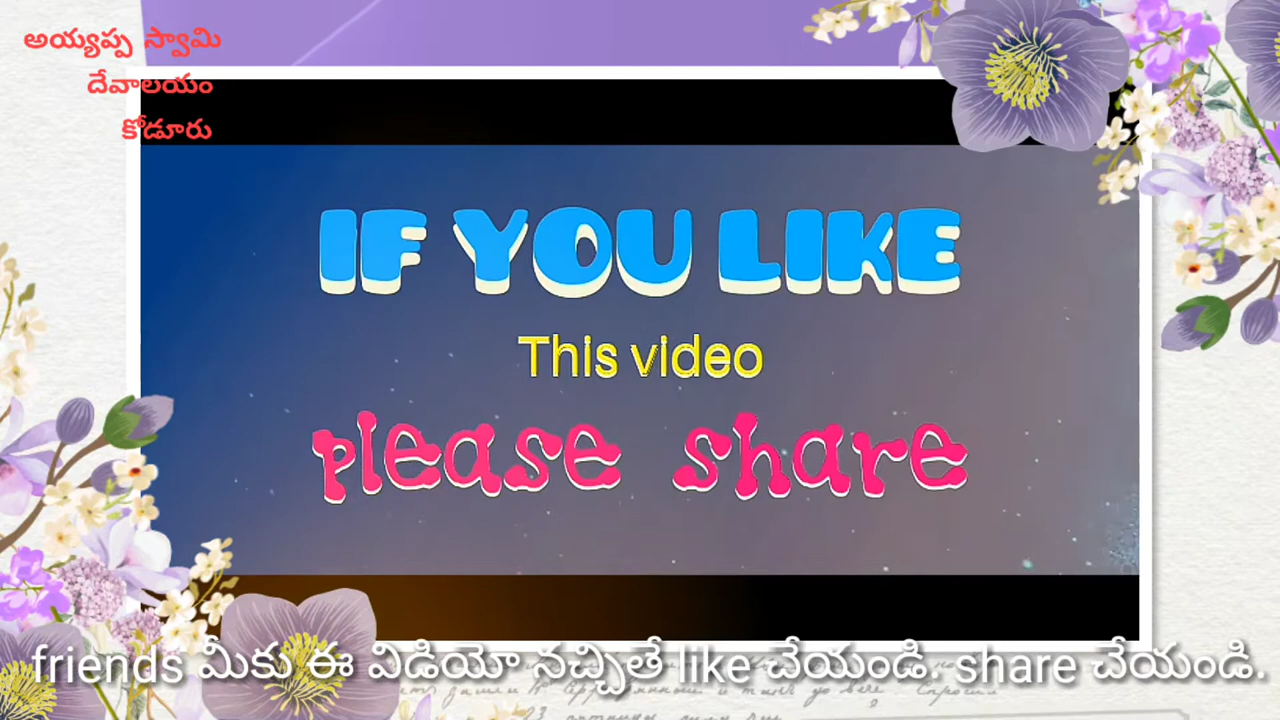 అయ్యప్ప స్వామి
దేవాలయం
కోడూరు
IF YOU LIKE
This video
please share
friends మీకు ఈ విడియో నచ్చితే like చేయండి. share చేయండి.